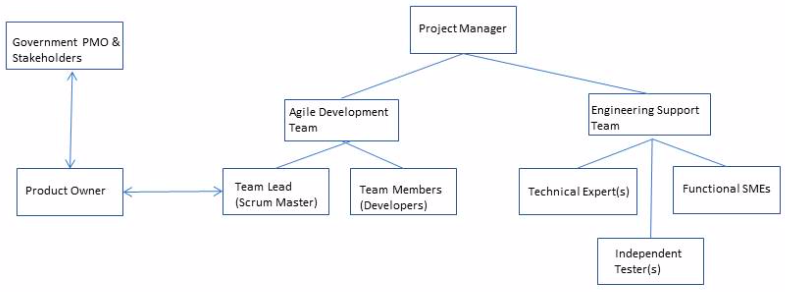 Project Manager
Government PMO &
Stakeholders
Agile Development
Team
Engineering Support
Team
Product Owner
Team Lead
(Scrum Master)
Team Members
(Developers)
Technical Expert(s)
Functional SMEs
Independent
Tester(s)